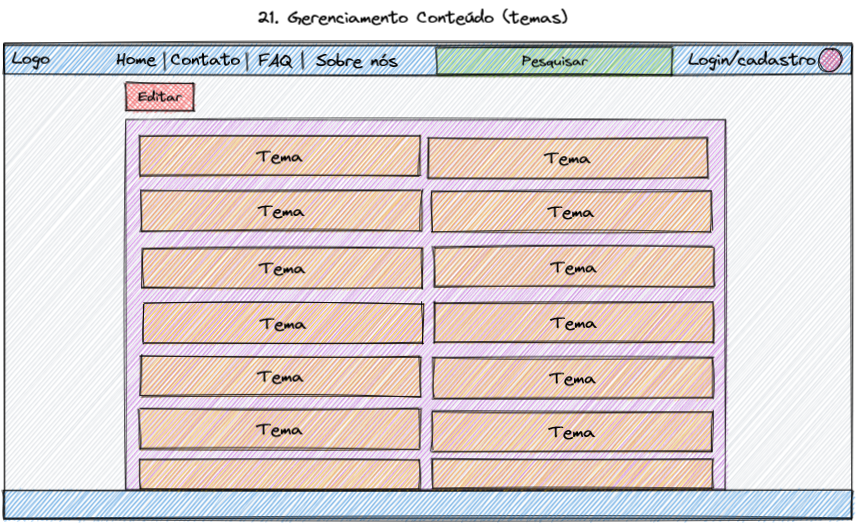 21. Gerenciamento Conteúdo (temas)
Logo Home | Contato | FAQ | Sobre nós Pesquisar Login/cadastro
Editar
Tema Tema
Tema Tema
Tema Tema
Tema Tema
Tema Tema
Tema Tema